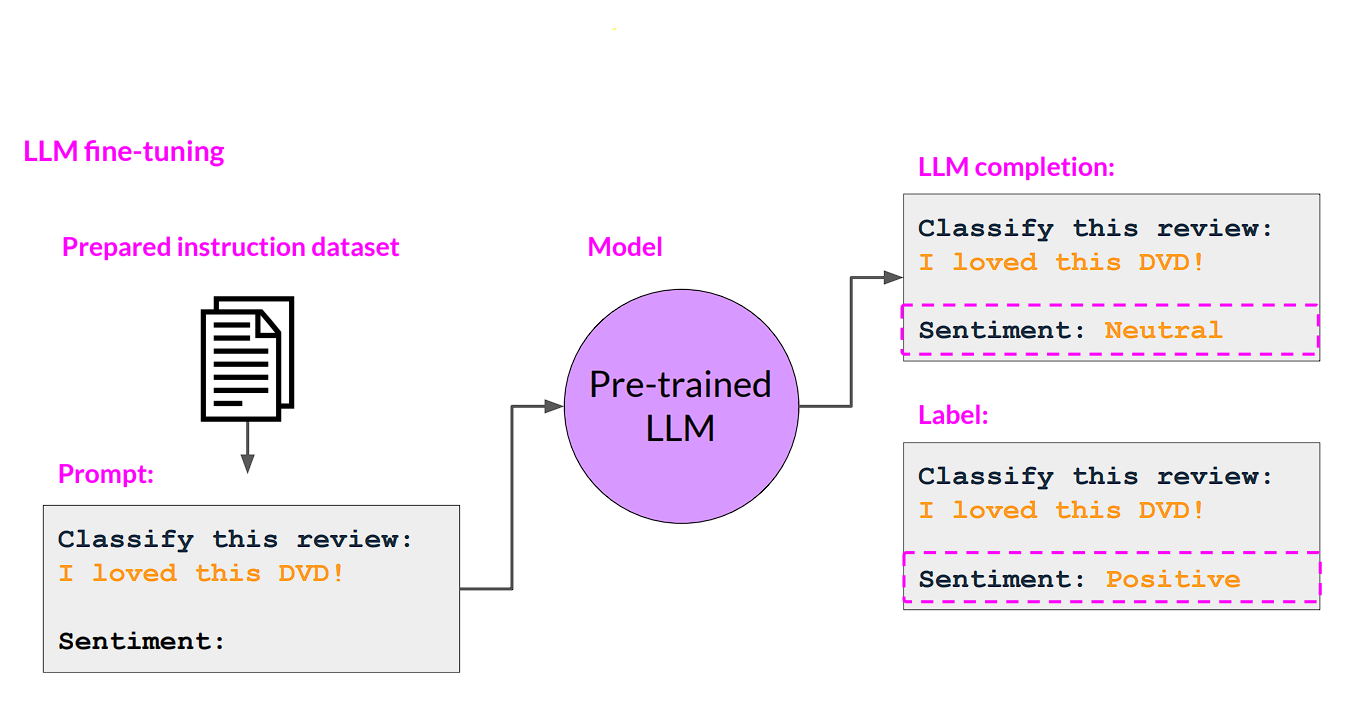 LLM fine-tuning
Prepared instruction dataset
Prompt:
Classify this review:
I loved this DVD!
Sentiment:
Model
Pre-trained
LLM
LLM completion:
Classify this review:
I loved this DVD!
Sentiment: Neutral
Label:
Classify this review:
I loved this DVD!
Sentiment: Positive